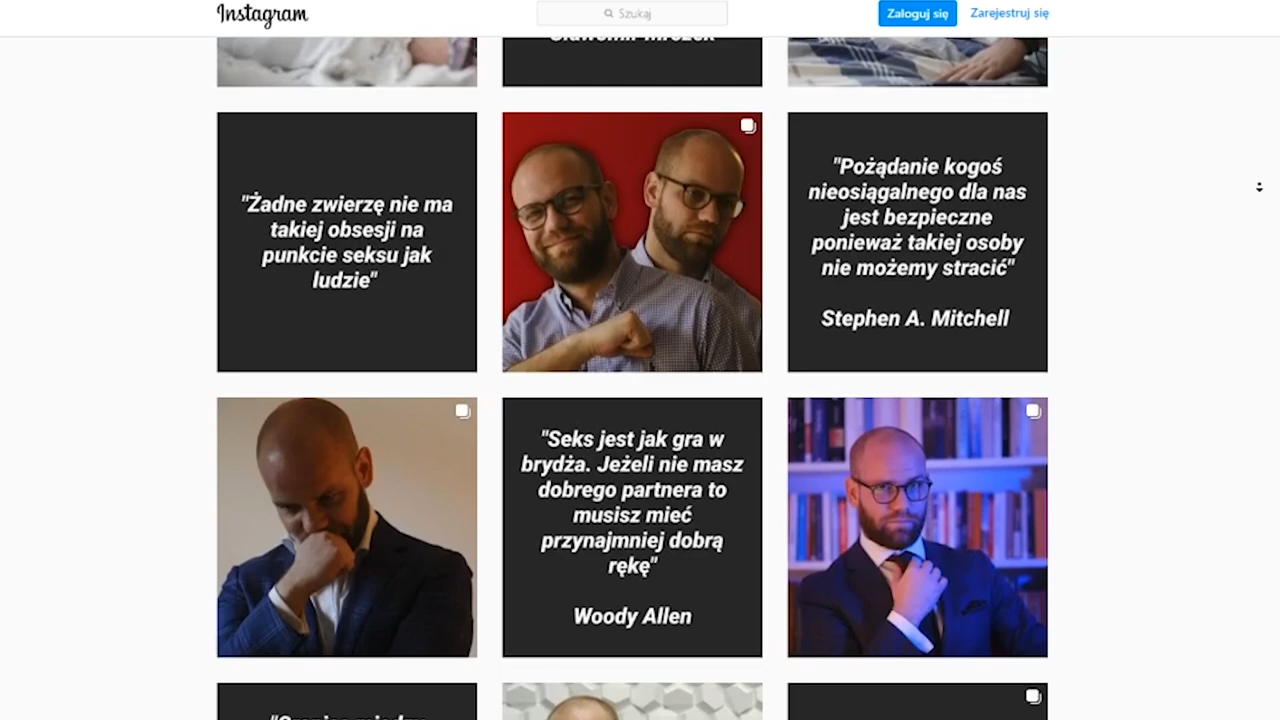 Instagram
Szukaj
Zaloguj się
Zarejestruj się
Sławomir Mrożek
"Żadne zwierzę nie ma
takiej obsesji na
punkcie seksu jak
ludzie"
"Pożądanie kogoś
nieosiągalnego dla nas
jest bezpieczne
ponieważ takiej osoby
nie możemy stracić"
Stephen A. Mitchell
"Seks jest jak gra w
brydża. Jeżeli nie masz
dobrego partnera to
musisz mieć
przynajmniej dobrą
rękę"
Woody Allen